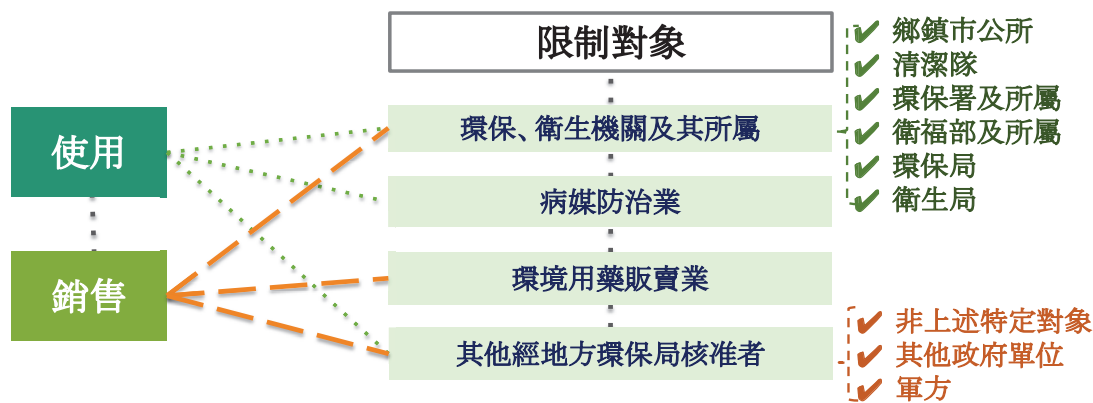 限制對象
使用
銷售
環保、衛生機關及其所屬
病媒防治業
環境用藥販賣業
其他經地方環保局核准者
鄉鎮市公所
清潔隊
環保署及所屬
衛福部及所屬
環保局
衛生局
非上述特定對象
其他政府單位
軍方